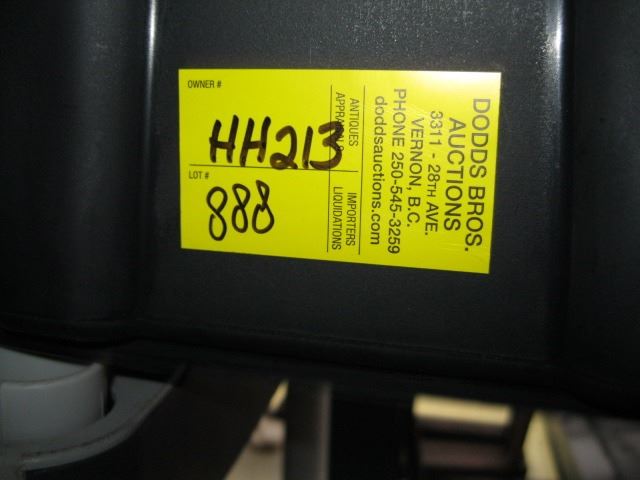 DODDS BROS.
AUCTIONS
3311 - 28TH AVE.
VERNON, B.C.
PHONE 250-545-3259
doddsauctions.com
ANTIQUES IMPORTERS
APPRAISALS LIQUIDATIONS
OWNER #
HH213
LOT #
888